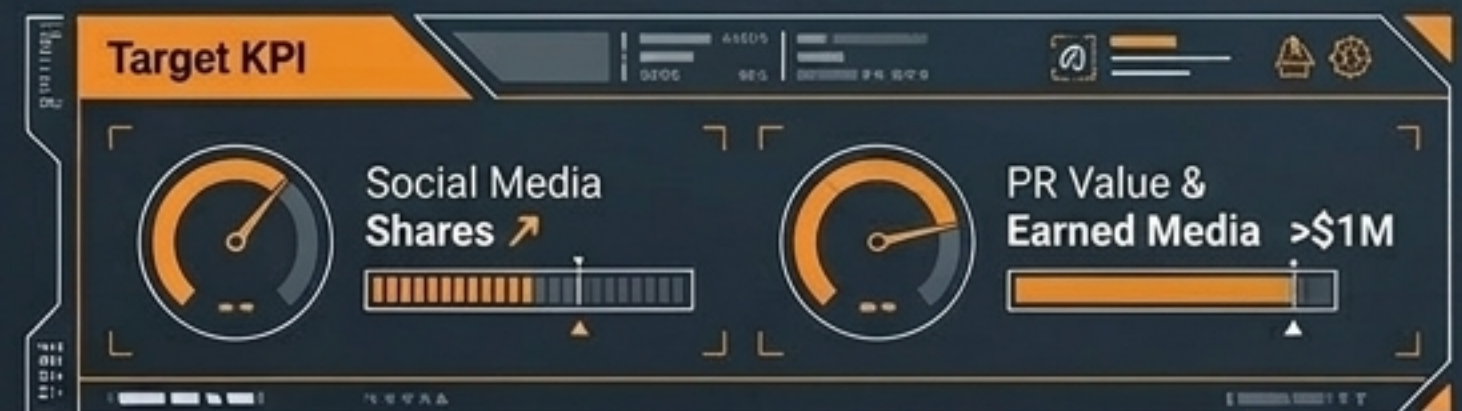 Target KPI
Social Media
Shares
PR Value &
Earned Media >$1M